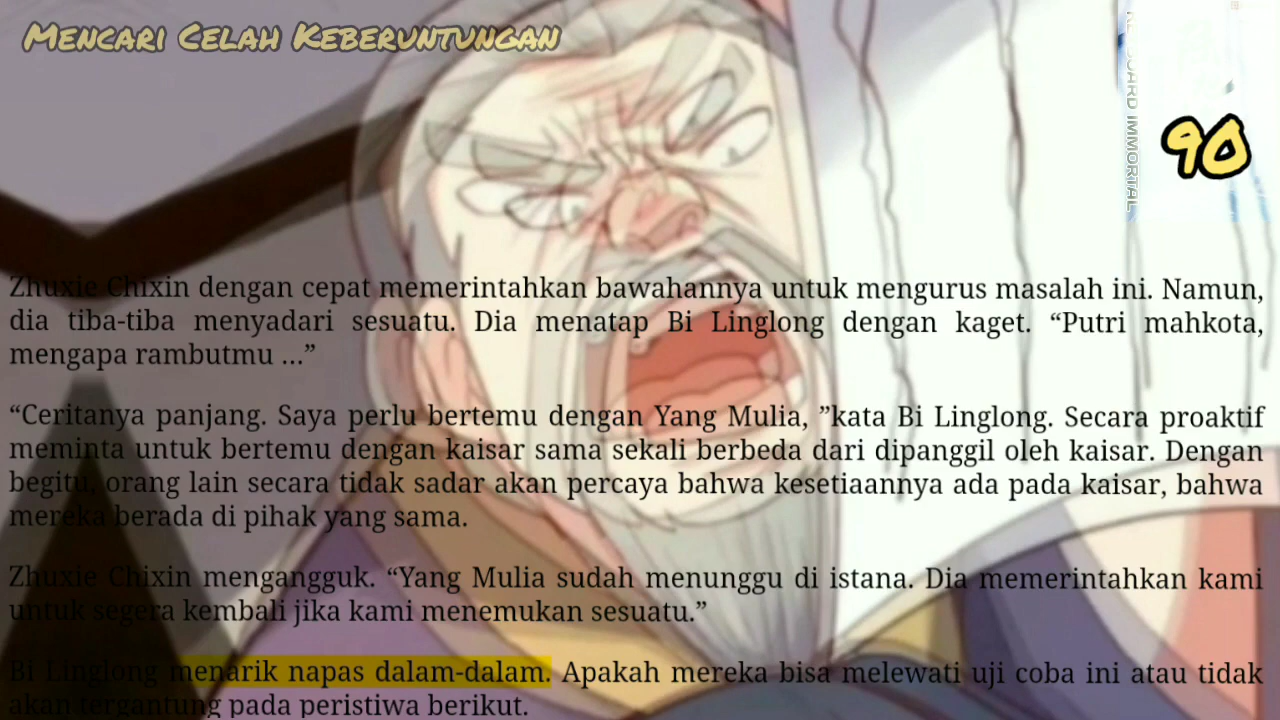 Mencari Celah Keberuntungan
90
Zhuxie Chixin dengan cepat memerintahkan bawahannya untuk mengurus masalah ini. Namun,
dia tiba-tiba menyadari sesuatu. Dia menatap Bi Linglong dengan kaget. “Putri mahkota,
mengapa rambutmu ...”
“Ceritanya panjang. Saya perlu bertemu dengan Yang Mulia, ”kata Bi Linglong. Secara proaktif
meminta untuk bertemu dengan kaisar sama sekali berbeda dari dipanggil oleh kaisar. Dengan
begitu, orang lain secara tidak sadar akan percaya bahwa kesetiaannya ada pada kaisar, bahwa
mereka berada di pihak yang sama.
Zhuxie Chixin mengangguk. “Yang Mulia sudah menunggu di istana. Dia memerintahkan kami
untuk segera kembali jika kami menemukan sesuatu.”
Bi Linglong menarik napas dalam-dalam. Apakah mereka bisa melewati uji coba ini atau tidak
akan tergantung pada peristiwa berikut.
IMMORTAL